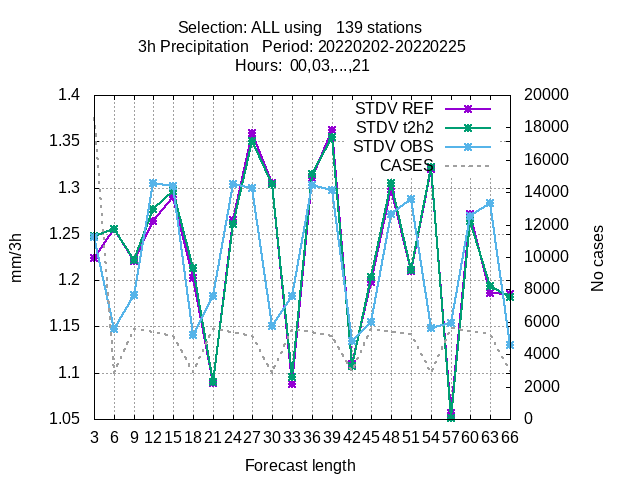 Selection: ALL using   139 stations
3h Precipitation   Period: 20220202-20220225
Hours:  00,03,...,21
1.4
1.35
1.3
1.25
1.2
1.15
1.1
1.05
mm/3h
STDV REF
STDV t2h2
STDV OBS
CASES
20000
18000
16000
14000
12000
10000
8000
6000
4000
2000
0
No cases
3 6 9 12 15 18 21 24 27 30 33 36 39 42 45 48 51 54 57 60 63 66
Forecast length